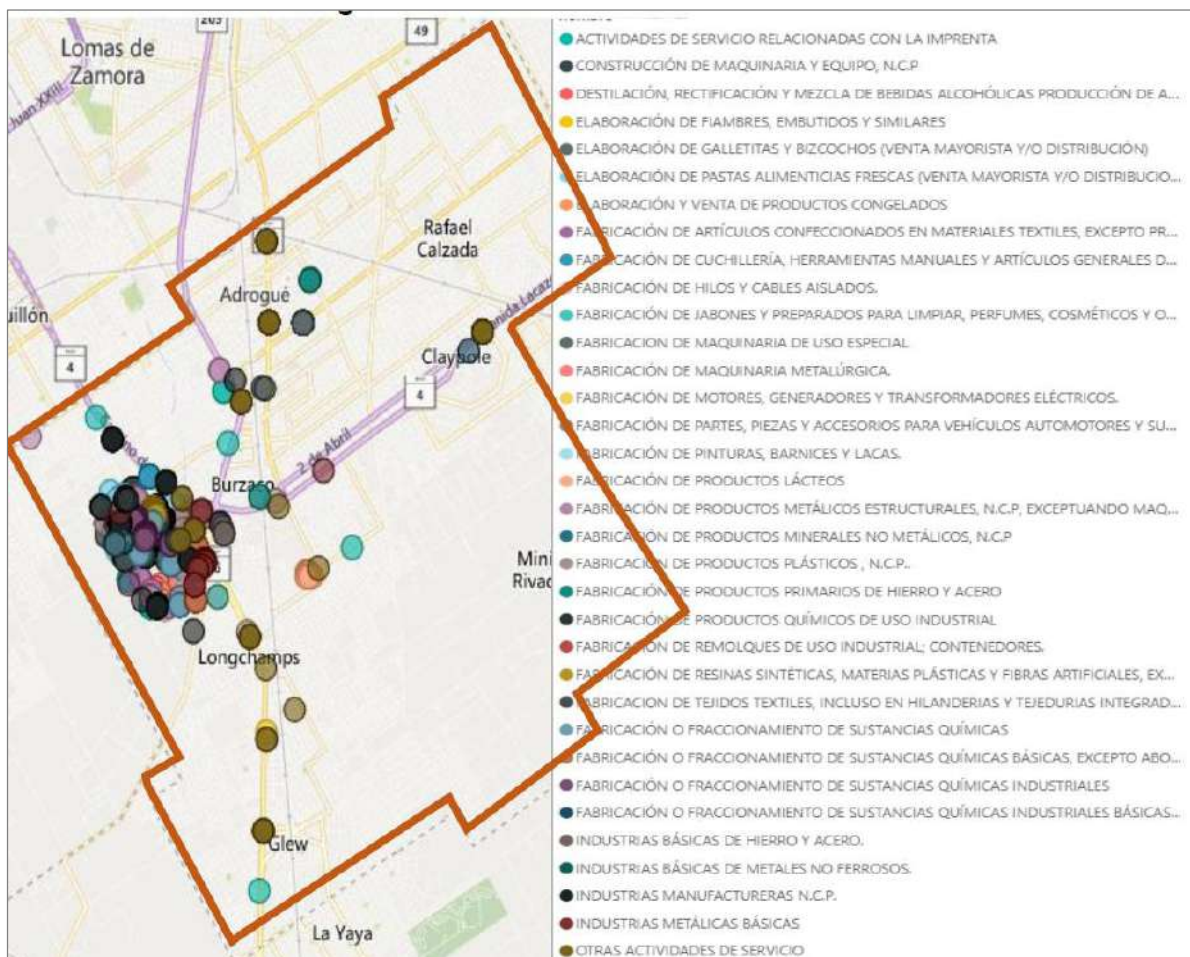 Lomas de
Zamora
Juan XXIII
205
49
Rafael
Calzada
Adrogué
uillón
4
Claypole
4
2 de Abril
Burzaco
Mini
Rivad
Longchamps
Glew
La Yaya
ACTIVIDADES DE SERVICIO RELACIONADAS CON LA IMPRENTA
CONSTRUCCIÓN DE MAQUINARIA Y EQUIPO, N.C.P
DESTILACIÓN, RECTIFICACIÓN Y MEZCLA DE BEBIDAS ALCOHÓLICAS PRODUCCIÓN DE A...
ELABORACIÓN DE FIAMBRES, EMBUTIDOS Y SIMILARES
ELABORACIÓN DE GALLETITAS Y BIZCOCHOS (VENTA MAYORISTA Y/O DISTRIBUCIÓN)
ELABORACIÓN DE PASTAS ALIMENTICIAS FRESCAS (VENTA MAYORISTA Y/O DISTRIBUCIO...
ELABORACIÓN Y VENTA DE PRODUCTOS CONGELADOS
FABRICACIÓN DE ARTÍCULOS CONFECCIONADOS EN MATERIALES TEXTILES, EXCEPTO PR...
FABRICACIÓN DE CUCHILLERÍA, HERRAMIENTAS MANUALES Y ARTÍCULOS GENERALES D...
FABRICACIÓN DE HILOS Y CABLES AISLADOS.
FABRICACIÓN DE JABONES Y PREPARADOS PARA LIMPIAR, PERFUMES, COSMÉTICOS Y O...
FABRICACION DE MAQUINARIA DE USO ESPECIAL
FABRICACIÓN DE MAQUINARIA METALÚRGICA.
FABRICACIÓN DE MOTORES, GENERADORES Y TRANSFORMADORES ELÉCTRICOS.
FABRICACIÓN DE PARTES, PIEZAS Y ACCESORIOS PARA VEHÍCULOS AUTOMOTORES Y SU...
FABRICACIÓN DE PINTURAS, BARNICES Y LACAS.
FABRICACIÓN DE PRODUCTOS LÁCTEOS
FABRICACIÓN DE PRODUCTOS METÁLICOS ESTRUCTURALES, N.C.P, EXCEPTUANDO MAQ...
FABRICACIÓN DE PRODUCTOS MINERALES NO METÁLICOS, N.C.P
FABRICACIÓN DE PRODUCTOS PLÁSTICOS , N.C.P..
FABRICACIÓN DE PRODUCTOS PRIMARIOS DE HIERRO Y ACERO
FABRICACIÓN DE PRODUCTOS QUÍMICOS DE USO INDUSTRIAL
FABRICACIÓN DE REMOLQUES DE USO INDUSTRIAL; CONTENEDORES.
FABRICACIÓN DE RESINAS SINTÉTICAS, MATERIAS PLÁSTICAS Y FIBRAS ARTIFICIALES, EX...
FABRICACIÓN DE TEJIDOS TEXTILES, INCLUSO EN HILANDERIAS Y TEJEDURIAS INTEGRAD...
FABRICACIÓN O FRACCIONAMIENTO DE SUSTANCIAS QUÍMICAS
FABRICACIÓN O FRACCIONAMIENTO DE SUSTANCIAS QUÍMICAS BÁSICAS, EXCEPTO ABO...
FABRICACIÓN O FRACCIONAMIENTO DE SUSTANCIAS QUÍMICAS INDUSTRIALES
FABRICACIÓN O FRACCIONAMIENTO DE SUSTANCIAS QUÍMICAS INDUSTRIALES BÁSICAS...
INDUSTRIAS BÁSICAS DE HIERRO Y ACERO.
INDUSTRIAS BÁSICAS DE METALES NO FERROSOS.
INDUSTRIAS MANUFACTURERAS N.C.P.
INDUSTRIAS METÁLICAS BÁSICAS
OTRAS ACTIVIDADES DE SERVICIO